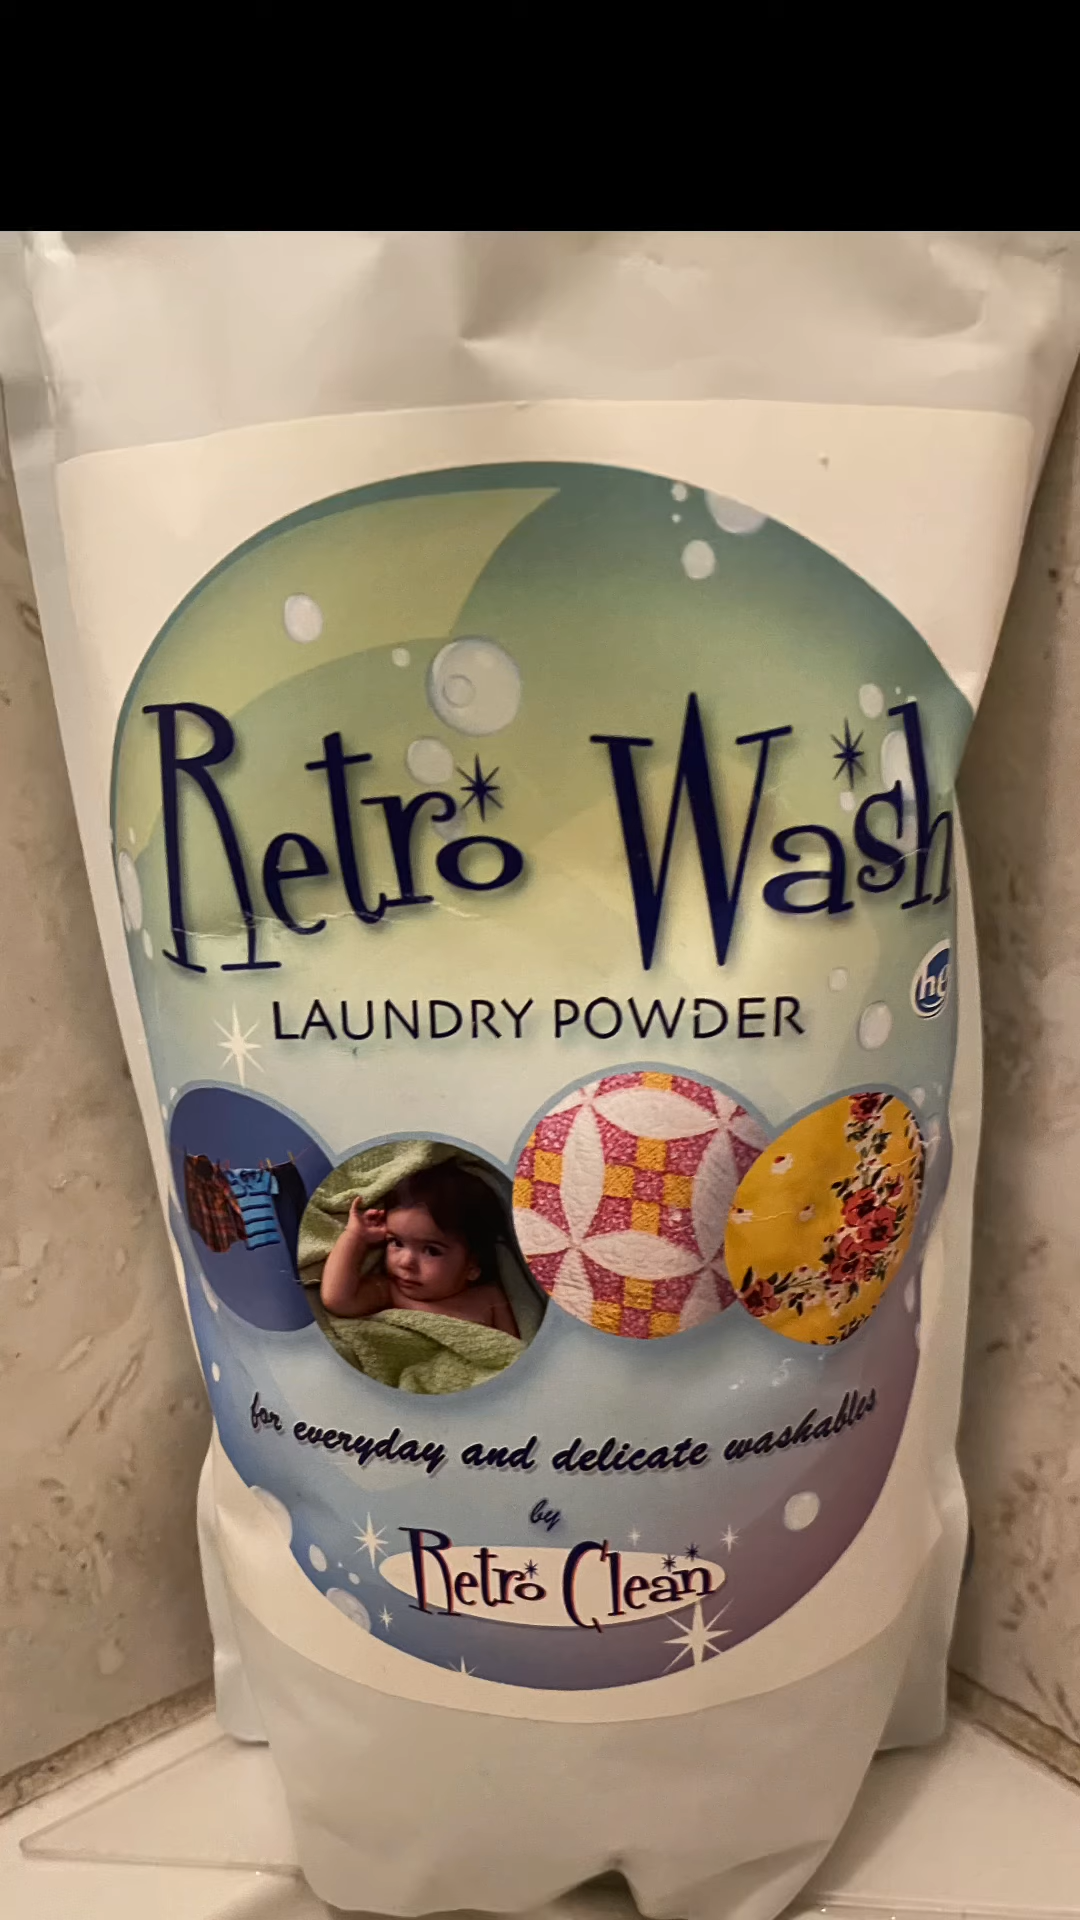 Retro Wash
LAUNDRY POWDER
he
for everyday and delicate washables
by
Retro Clean